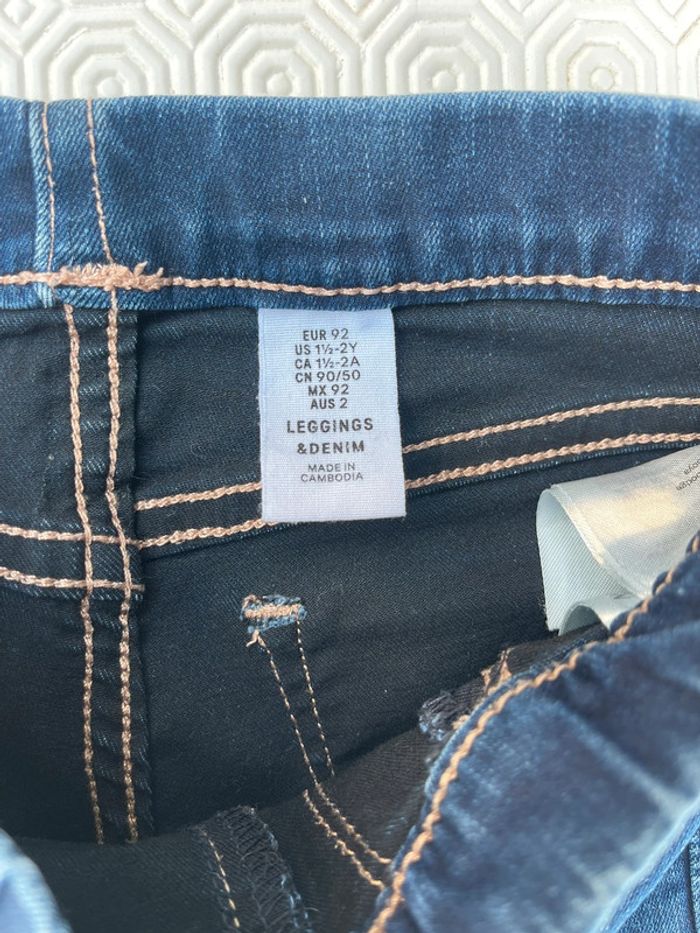 EUR 92
US 1½-2Y
CA 1½-2A
CN 90/50
MX 92
AUS 2
LEGGINGS
&DENIM
MADE IN
CAMBODIA